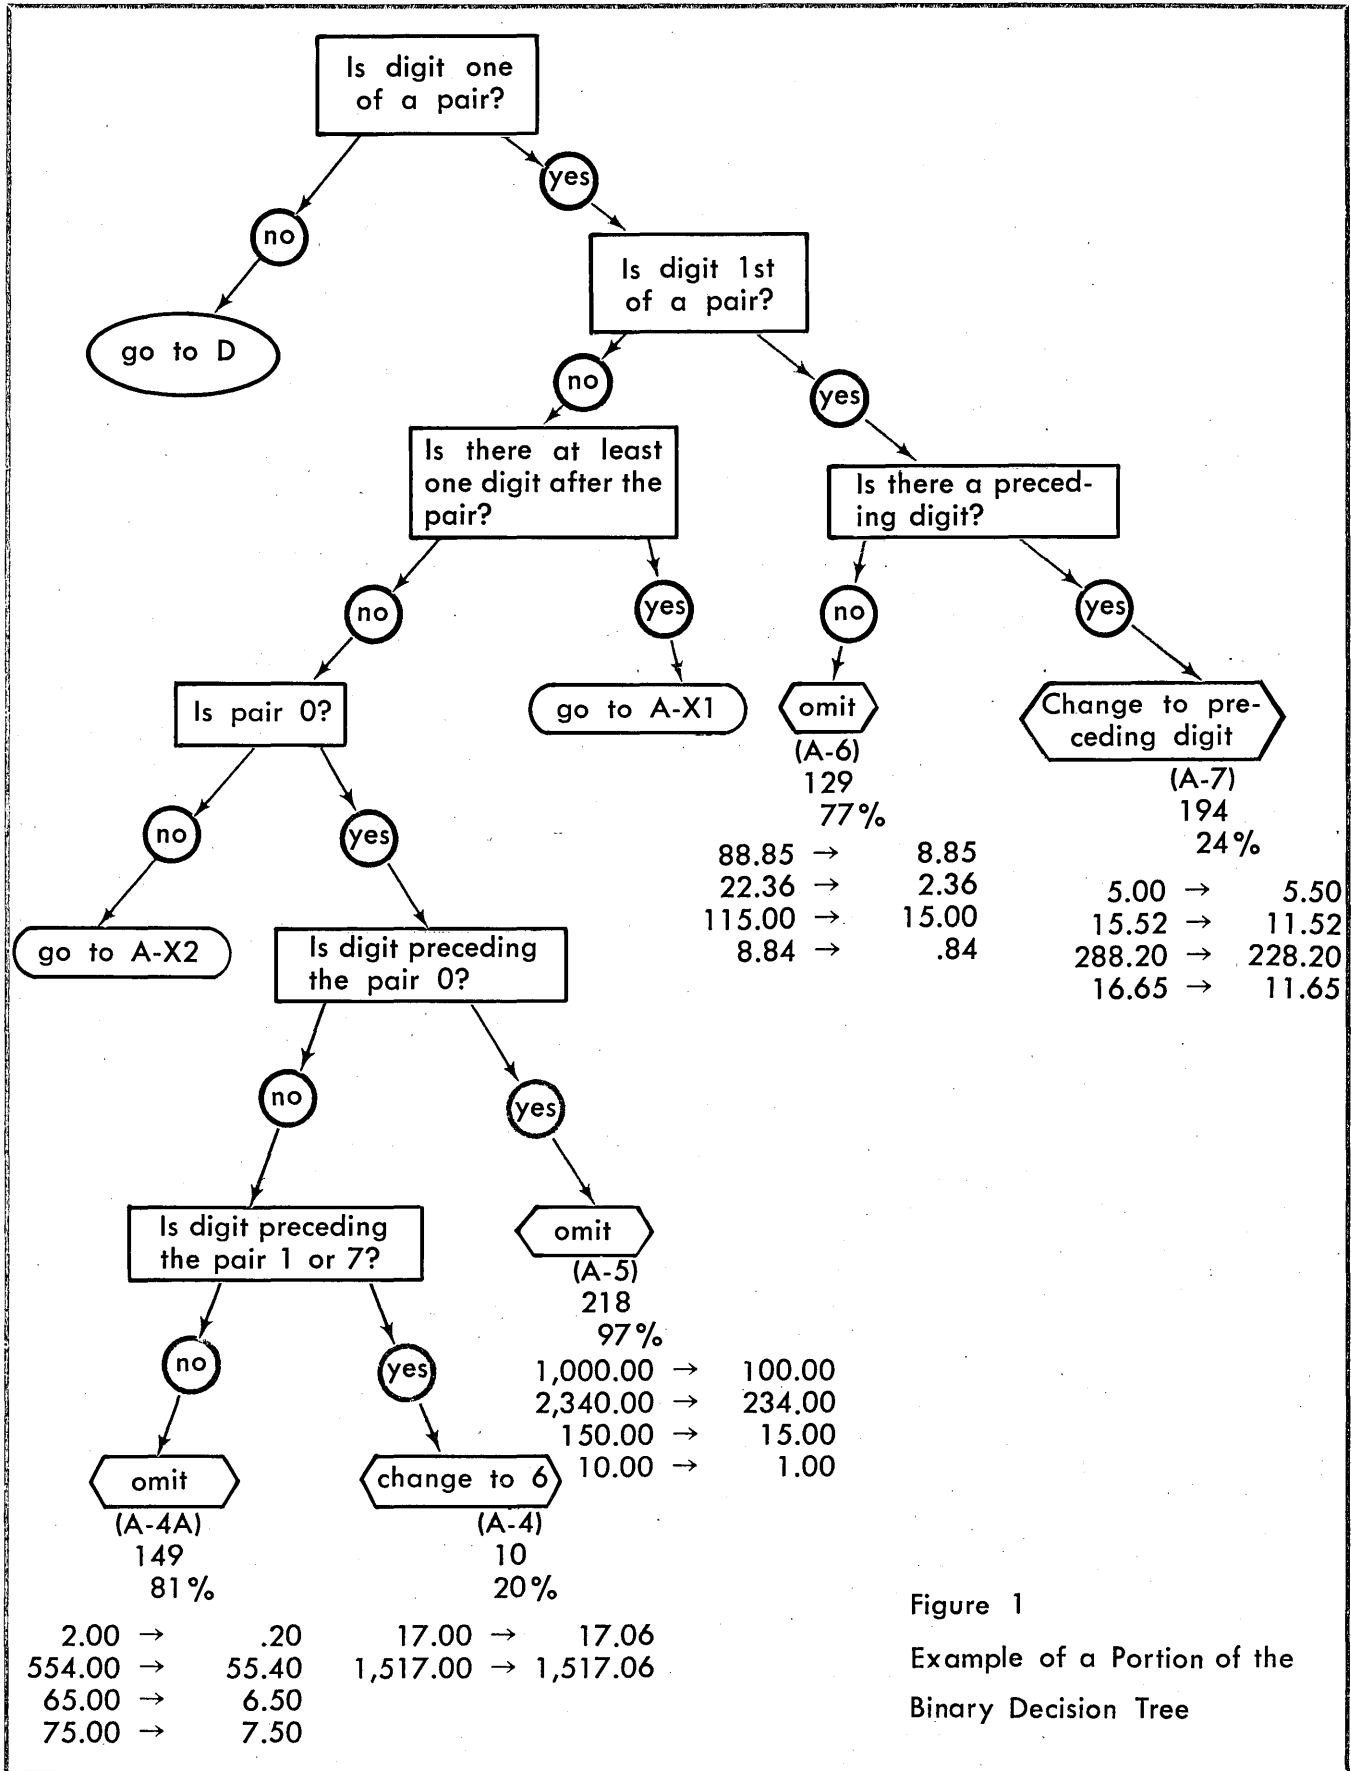 Is digit one
of a pair?
yes
no
Is digit 1st
of a pair?
go to D
no
yes
Is there at least
one digit after the
pair?
Is there a preced-
ing digit?
no
yes
no
yes
Is pair 0?
go to A-X1
omit
(A-6)
129
77%
88.85 → 8.85
22.36 → 2.36
115.00 → 15.00
8.84 → .84
Change to pre-
ceding digit
(A-7)
194
24%
5.00 → 5.50
15.52 → 11.52
288.20 → 228.20
16.65 → 11.65
no
yes
go to A-X2
Is digit preceding
the pair 0?
no
yes
Is digit preceding
the pair 1 or 7?
omit
(A-5)
218
97%
1,000.00 → 100.00
2,340.00 → 234.00
150.00 → 15.00
10.00 → 1.00
no
yes
omit
(A-4A)
149
81%
2.00 → .20
554.00 → 55.40
65.00 → 6.50
75.00 → 7.50
change to 6
(A-4)
10
20%
17.00 → 17.06
1,517.00 → 1,517.06
Figure 1
Example of a Portion of the
Binary Decision Tree